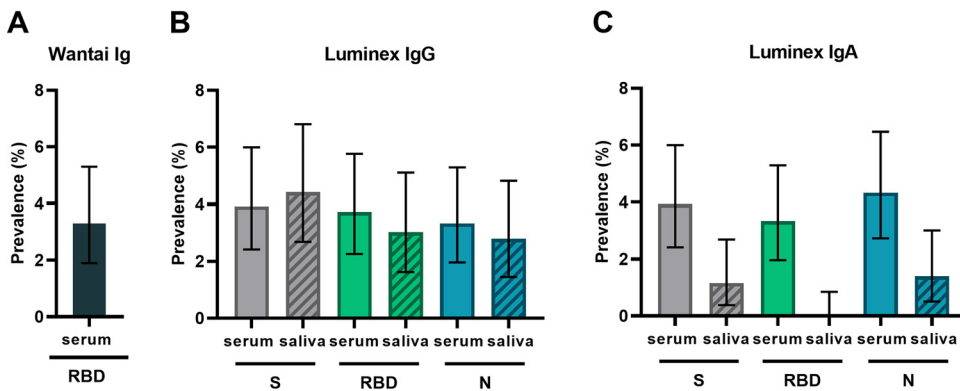 A
Wantai Ig
Prevalence (%)
8
6
4
2
0
serum
RBD
B
Luminex IgG
Prevalence (%)
8
6
4
2
0
serum saliva serum saliva serum saliva
S RBD N
C
Luminex IgA
Prevalence (%)
8
6
4
2
0
serum saliva serum saliva serum saliva
S RBD N